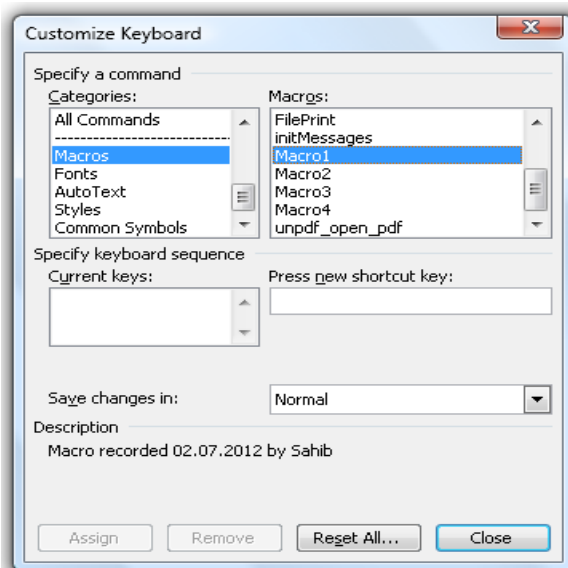 Customize Keyboard
Specify a command
Categories:
Macros:
All Commands
----------------------------
Macros
Fonts
AutoText
Styles
Common Symbols
FilePrint
initMessages
Macro1
Macro2
Macro3
Macro4
unpdf_open_pdf
Specify keyboard sequence
Current keys:
Press new shortcut key:
Save changes in:
Normal
Description
Macro recorded 02.07.2012 by Sahib
Assign
Remove
Reset All...
Close